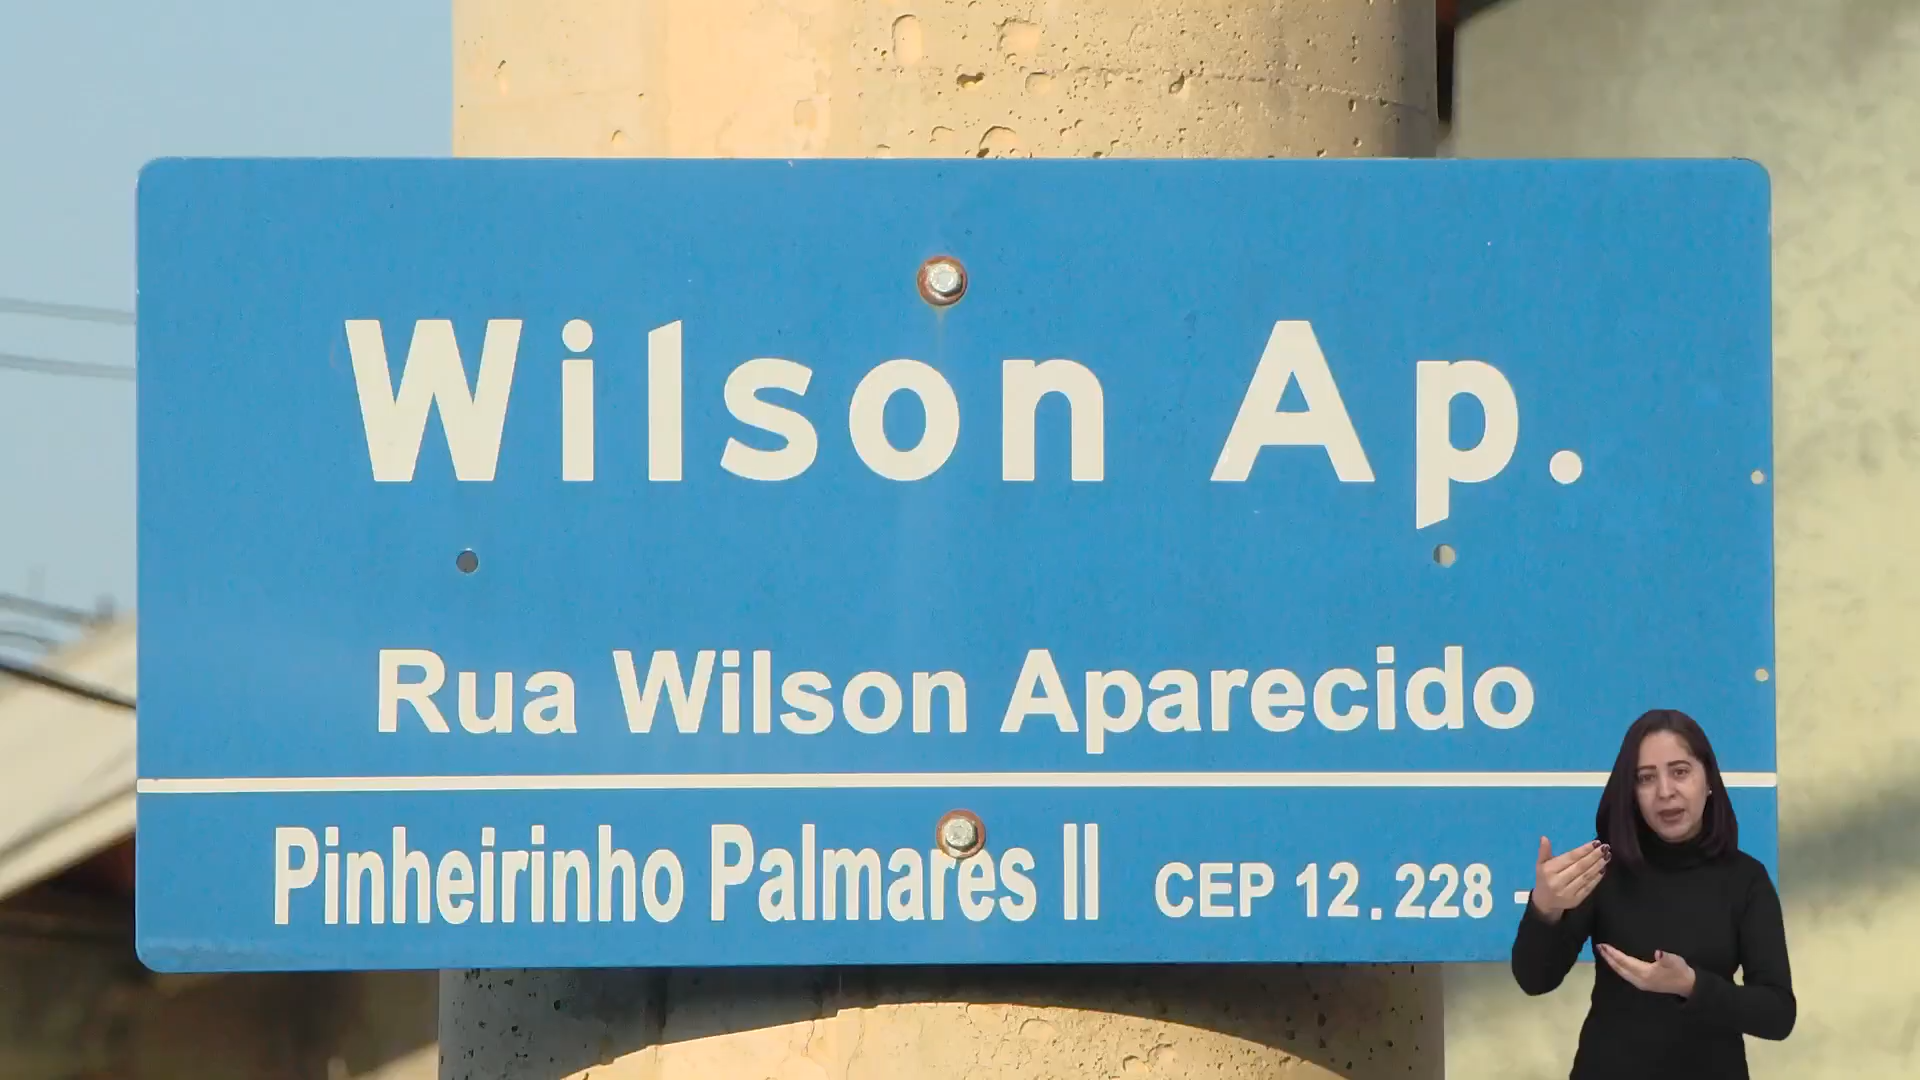 Wilson Ap.
Rua Wilson Aparecido
Pinheirinho Palmares II CEP 12.228 -